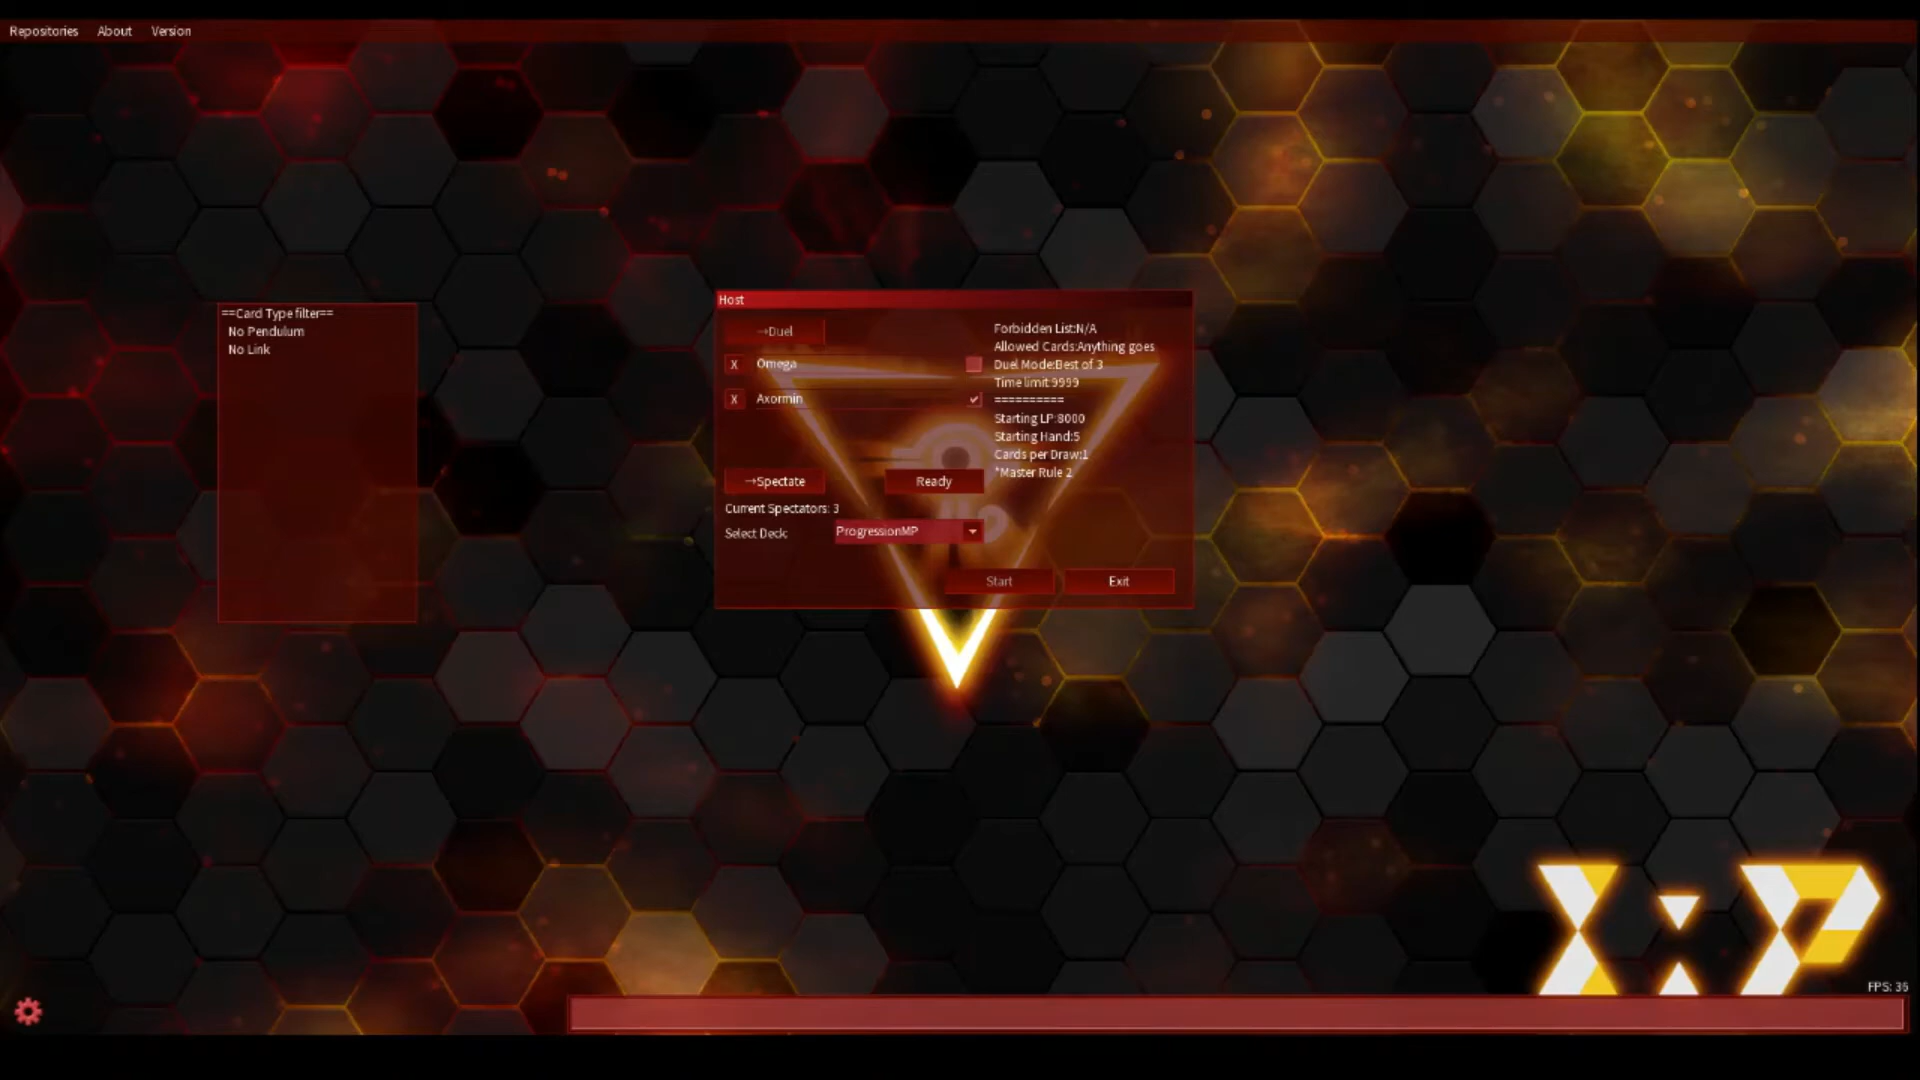 Repositories About Version
==Card Type filter==
No Pendulum
No Link
Host
→Duel
X Omega
X Axormin
→Spectate
Ready
Current Spectators: 3
Select Deck:
ProgressionMP
Start
Exit
Forbidden List:N/A
Allowed Cards:Anything goes
Duel Mode:Best of 3
Time limit:9999
==========
Starting LP:8000
Starting Hand:5
Cards per Draw:1
*Master Rule 2
FPS: 36